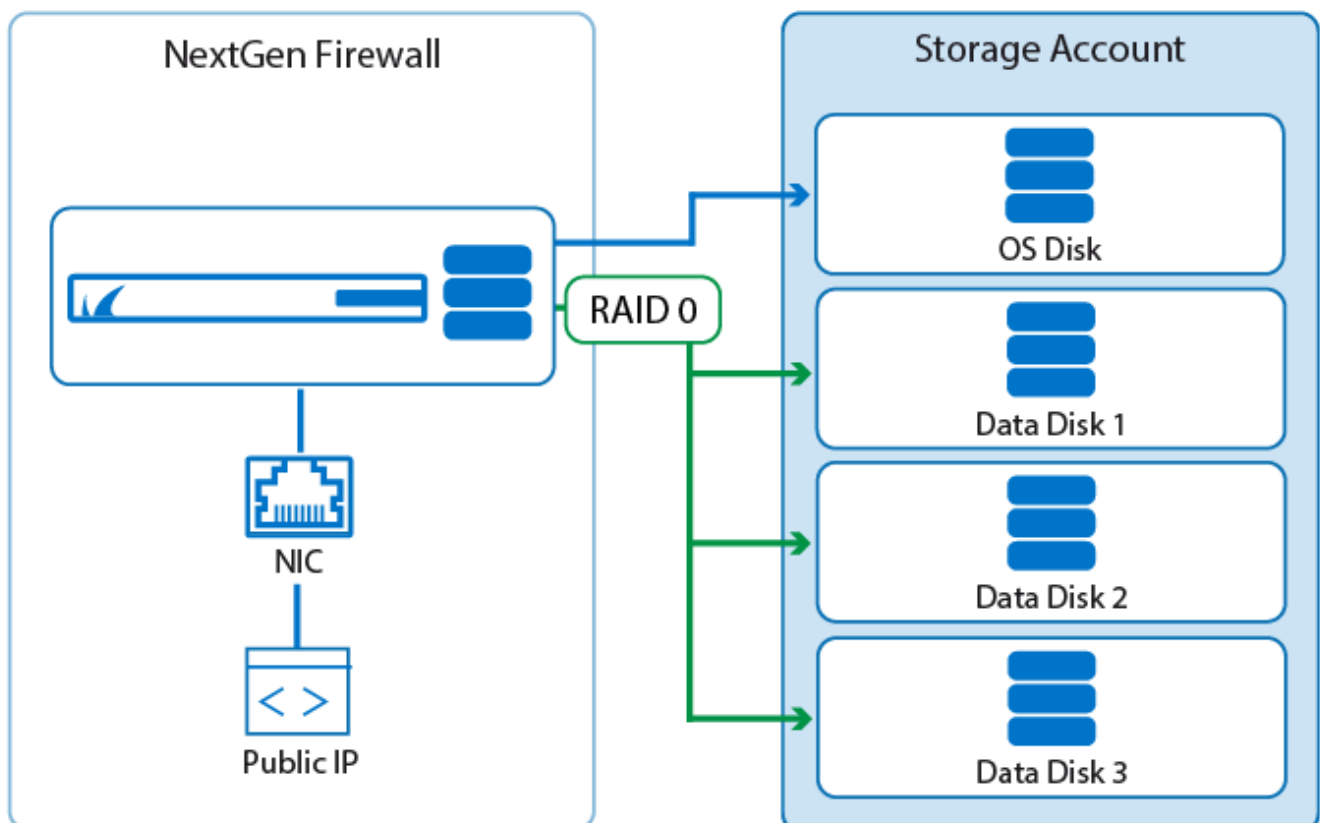 NextGen Firewall
RAID 0
NIC
< >
Public IP
Storage Account
OS Disk
Data Disk 1
Data Disk 2
Data Disk 3